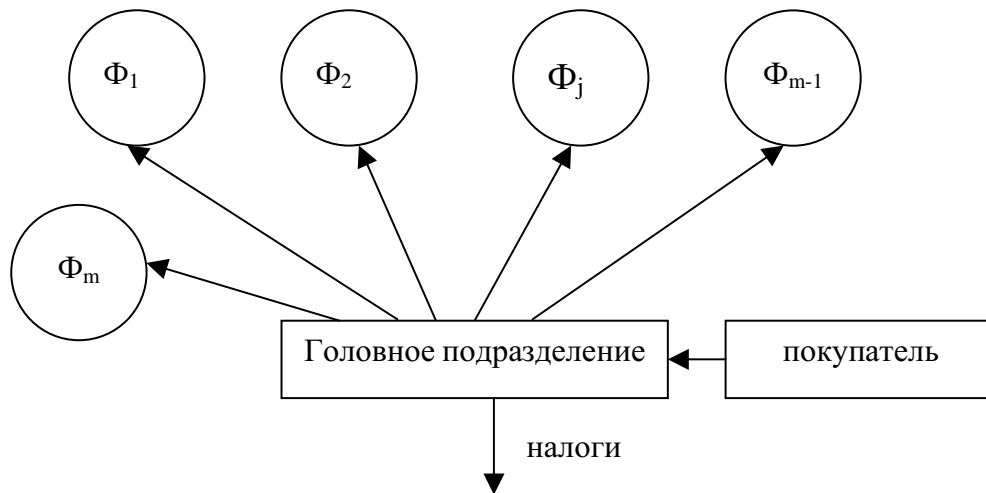 Ф₁ Ф₂ Фⱼ Фₘ₋₁
Фₘ
Головное подразделение покупатель
налоги